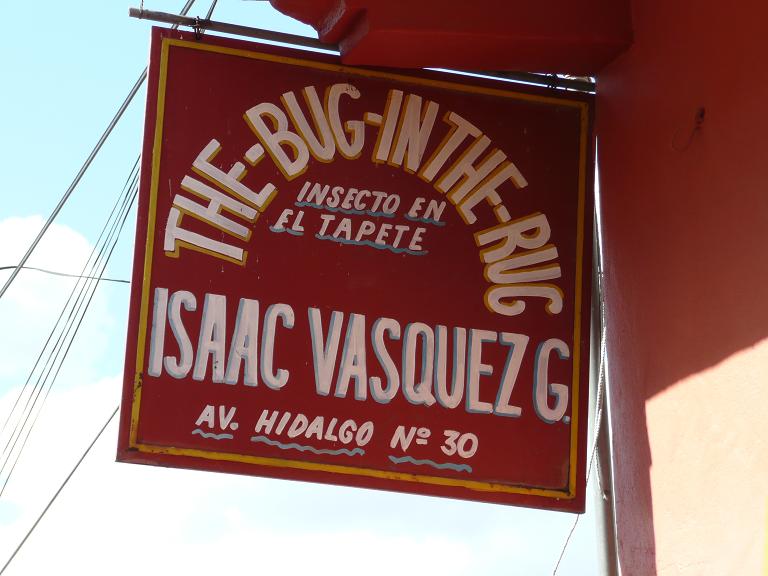 THE-BUG-IN-THE-RUG
INSECTO EN
EL TAPETE
ISAAC VASQUEZ G.
AV. HIDALGO Nº 30